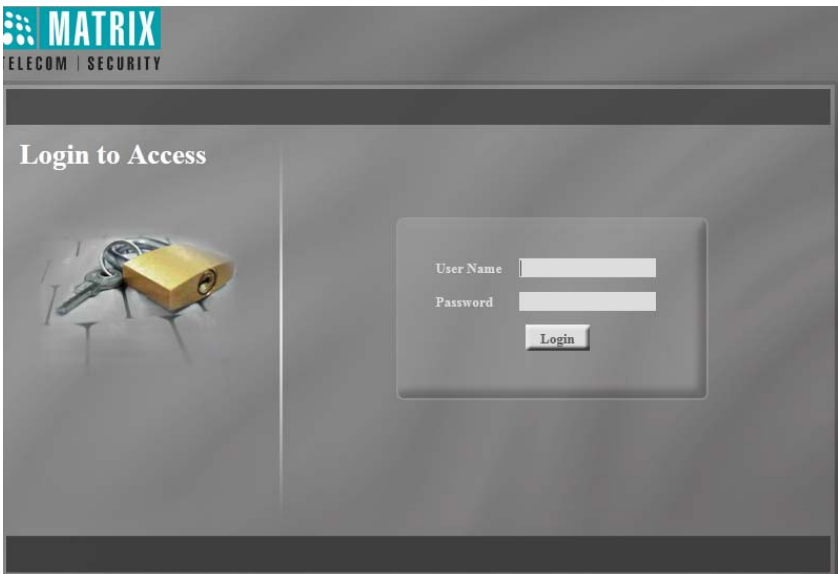 MATRIX
TELECOM | SECURITY
Login to Access
User Name
Password
Login